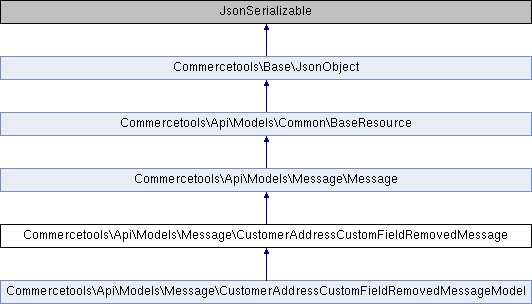 JsonSerializable
Commercetools\Base\JsonObject
Commercetools\Api\Models\Common\BaseResource
Commercetools\Api\Models\Message\Message
Commercetools\Api\Models\Message\CustomerAddressCustomFieldRemovedMessage
Commercetools\Api\Models\Message\CustomerAddressCustomFieldRemovedMessageModel